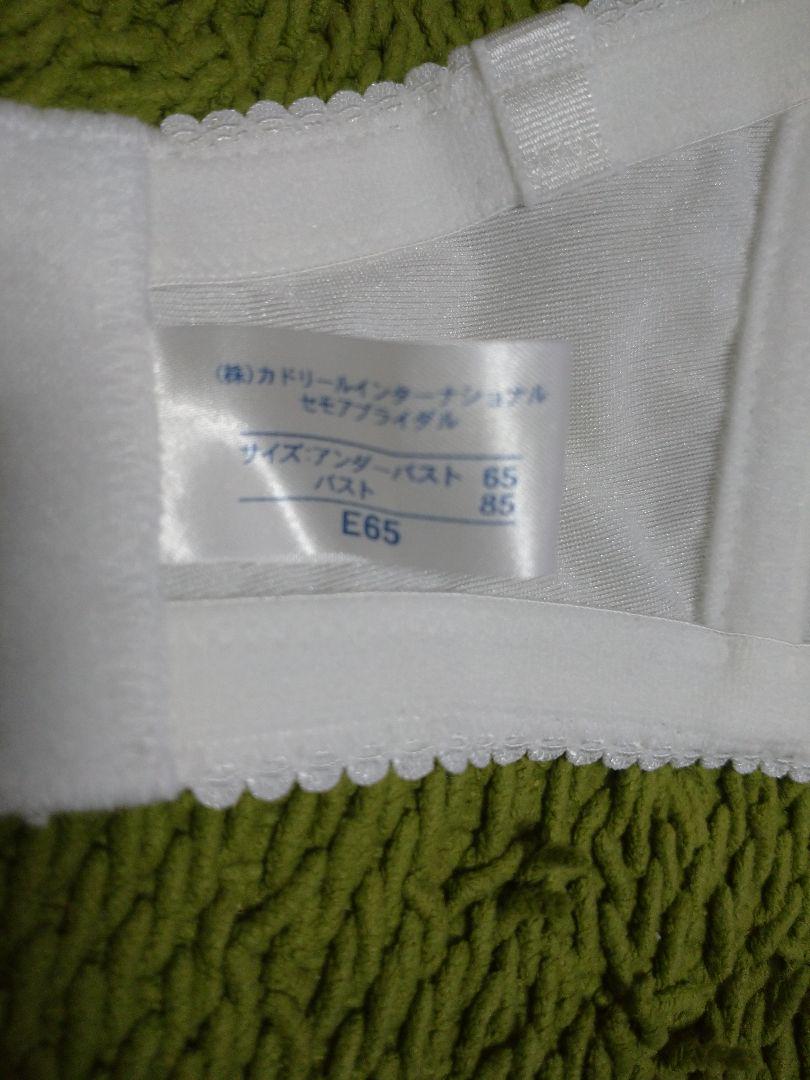 (株)カドリールインターナショナル
セモアブライダル
サイズ:アンダーバスト 65
バスト 85
E65